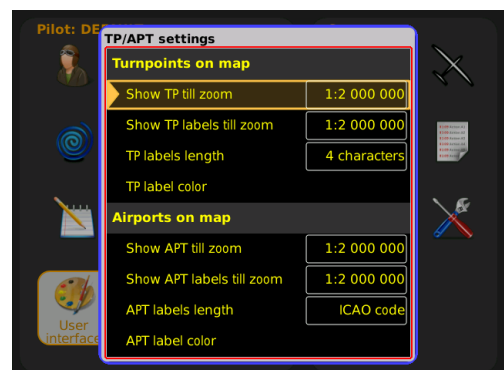 Pilot: DE
TP/APT settings
Turnpoints on map
Show TP till zoom 1:2 000 000
Show TP labels till zoom 1:2 000 000
TP labels length 4 characters
TP label color
Airports on map
Show APT till zoom 1:2 000 000
Show APT labels till zoom 1:2 000 000
APT labels length ICAO code
APT label color
User
interface